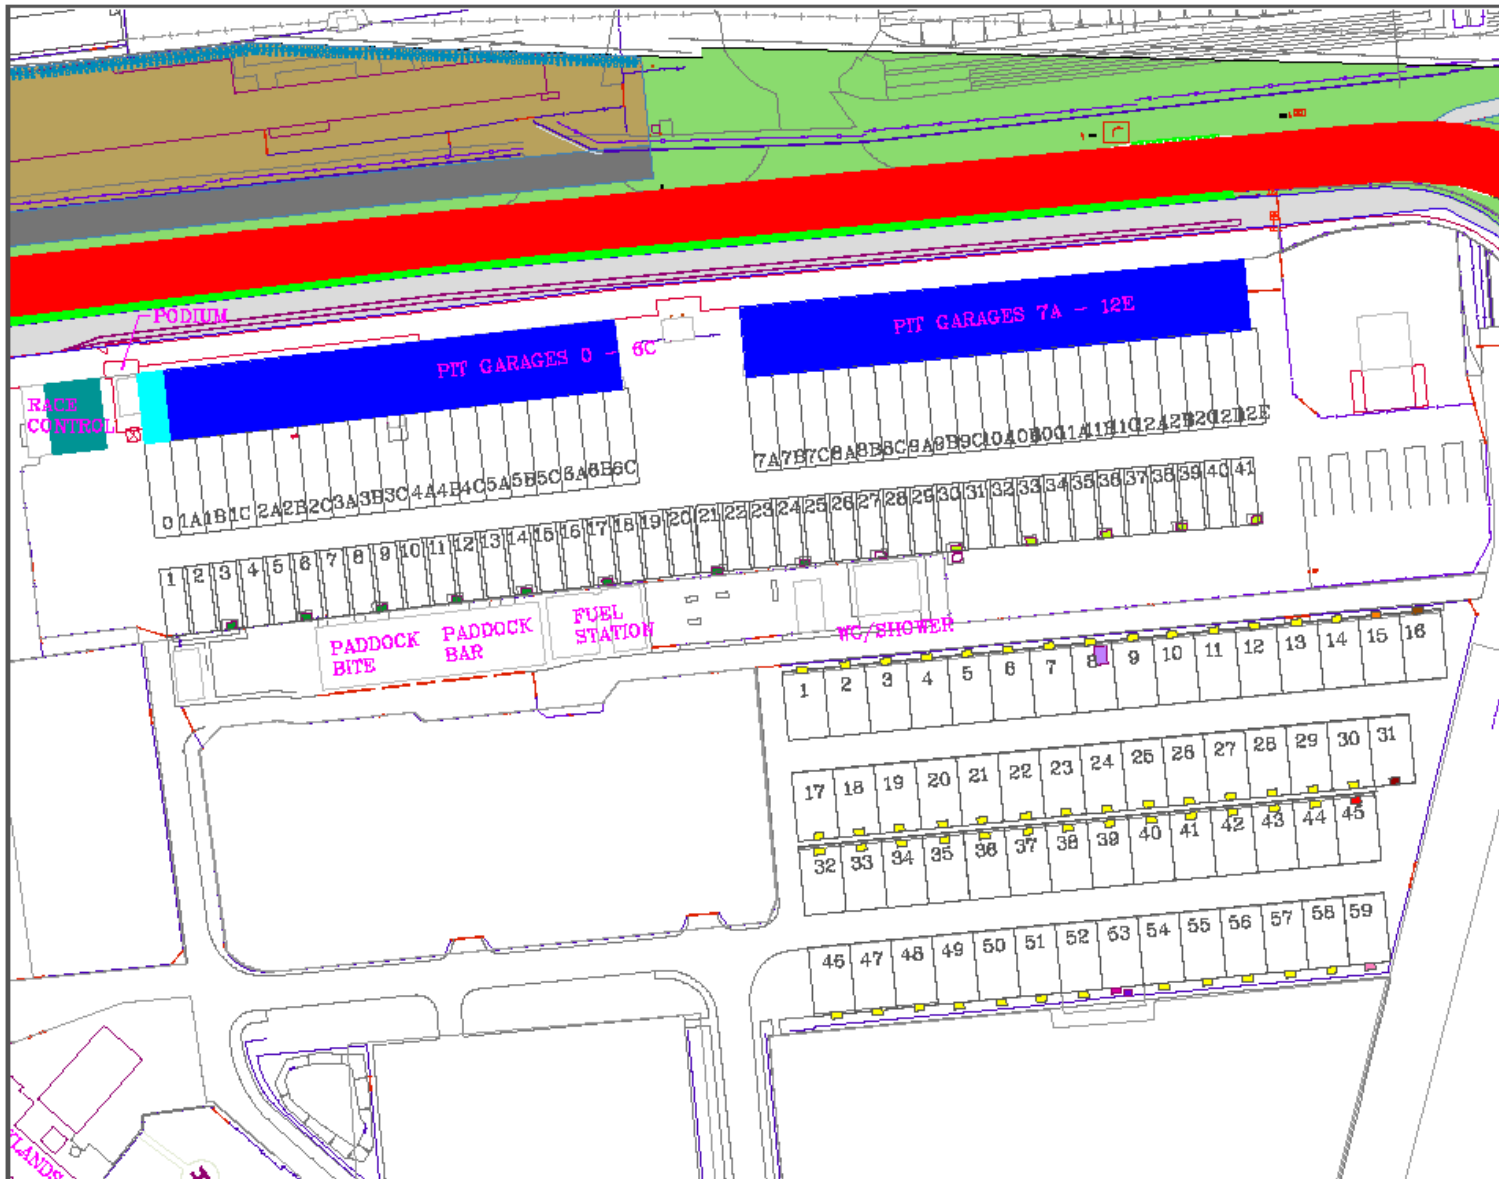 PODIUM
PIT GARAGES 7A - 12E
PIT GARAGES 0 - 6C
RACE
CONTROL
7A 7B 7C 8A 8B 8C 9A 9B 9C 10A 10B 10C 11A 11B 11C 12A 12B 12C 12D 12E
0 1A 1B 1C 2A 2B 2C 3A 3B 3C 4A 4B 4C 5A 5B 5C 6A 6B 6C
1 2 3 4 5 6 7 8 9 10 11 12 13 14 15 16 17 18 19 20 21 22 23 24 25 26 27 28 29 30 31 32 33 34 35 36 37 38 39 40 41
PADDOCK
BITE
PADDOCK
BAR
FUEL
STATION
WC/SHOWER
1 2 3 4 5 6 7 8 9 10 11 12 13 14 15 16
17 18 19 20 21 22 23 24 25 26 27 28 29 30 31
32 33 34 35 36 37 38 39 40 41 42 43 44 45
46 47 48 49 50 51 52 53 54 55 56 57 58 59